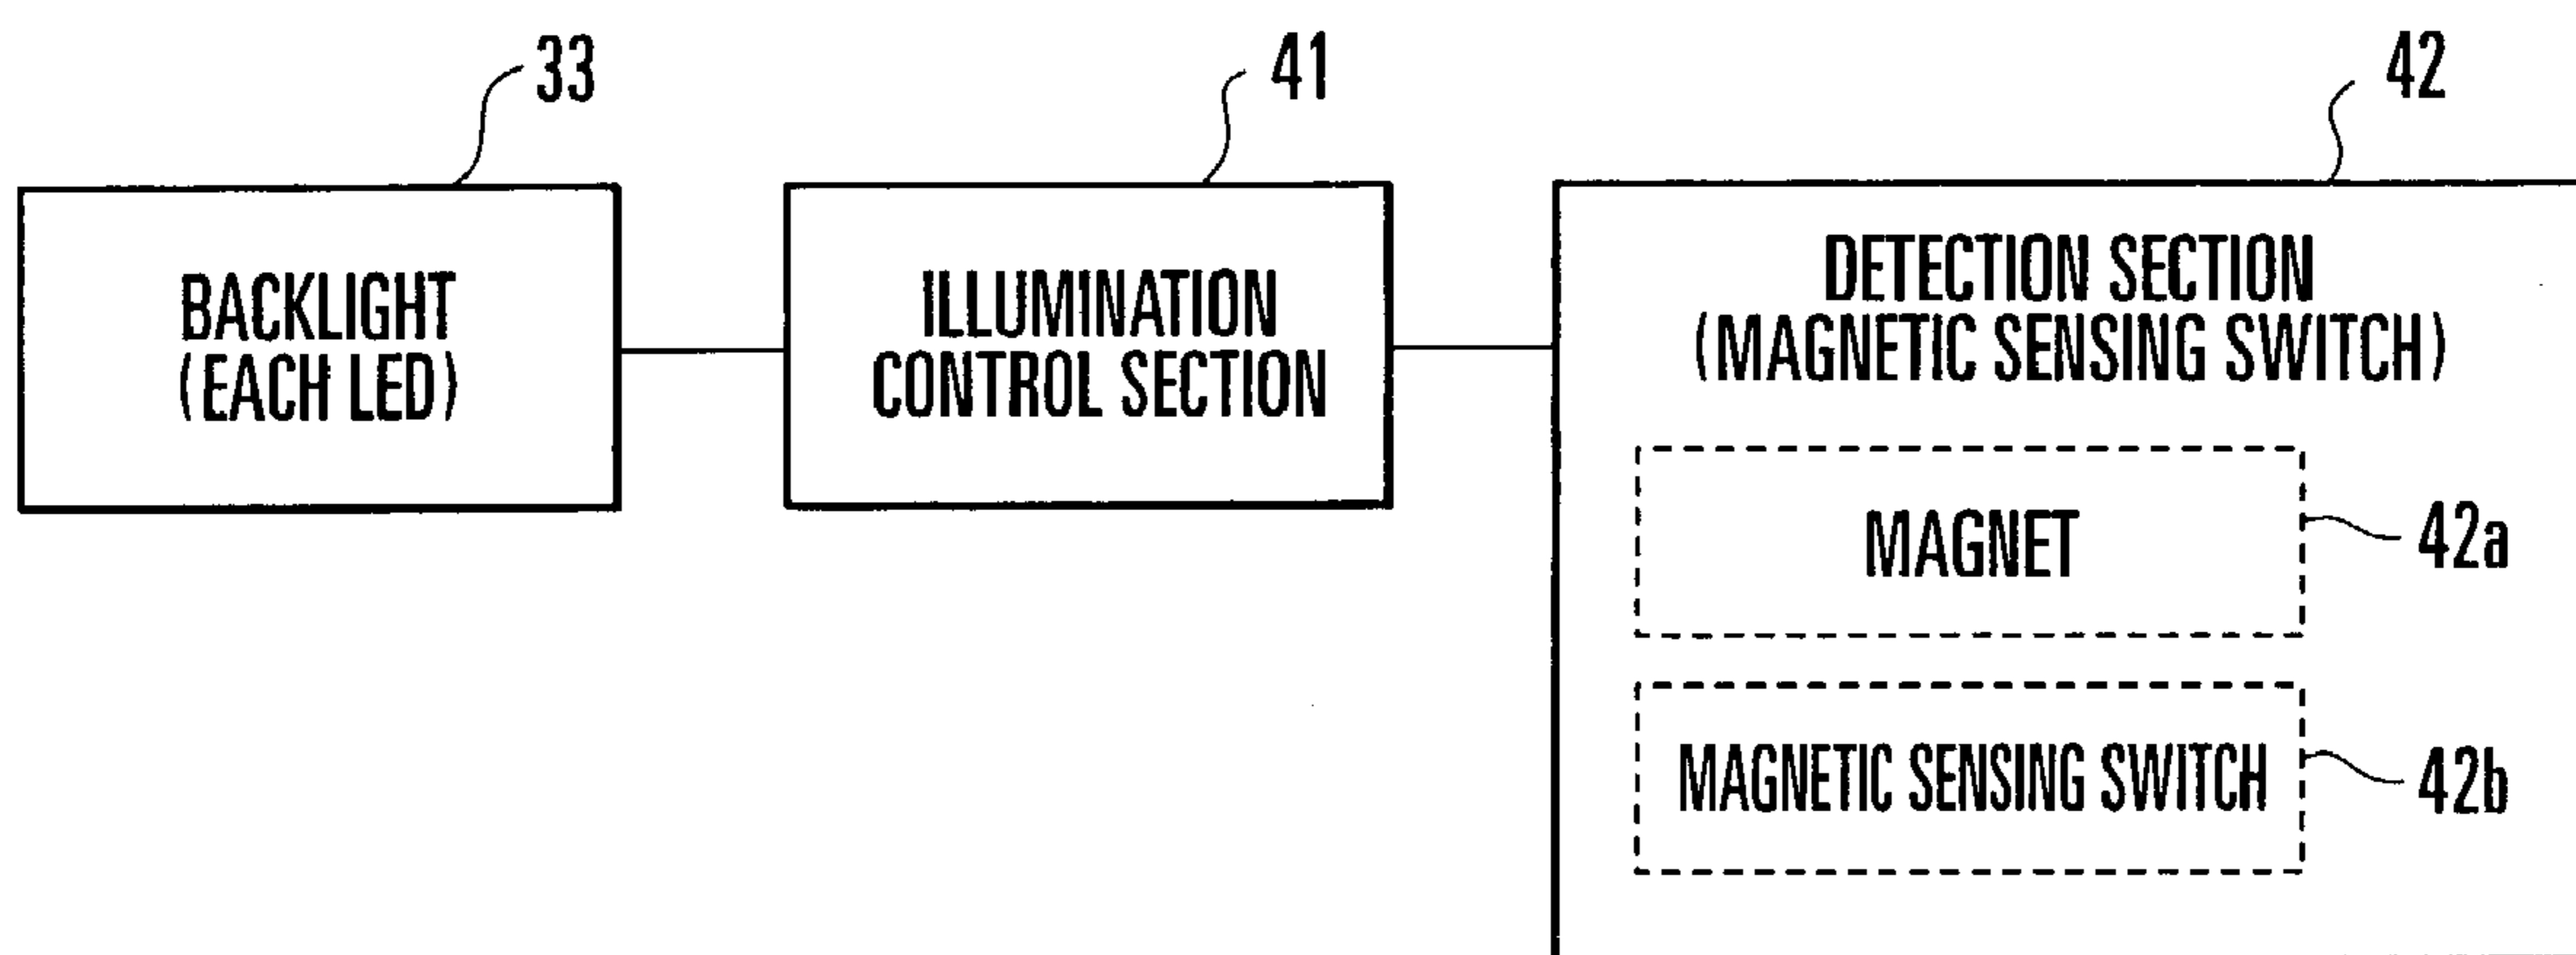 33
41
42
BACKLIGHT
(EACH LED)
ILLUMINATION
CONTROL SECTION
DETECTION SECTION
(MAGNETIC SENSING SWITCH)
MAGNET
42a
MAGNETIC SENSING SWITCH
42b